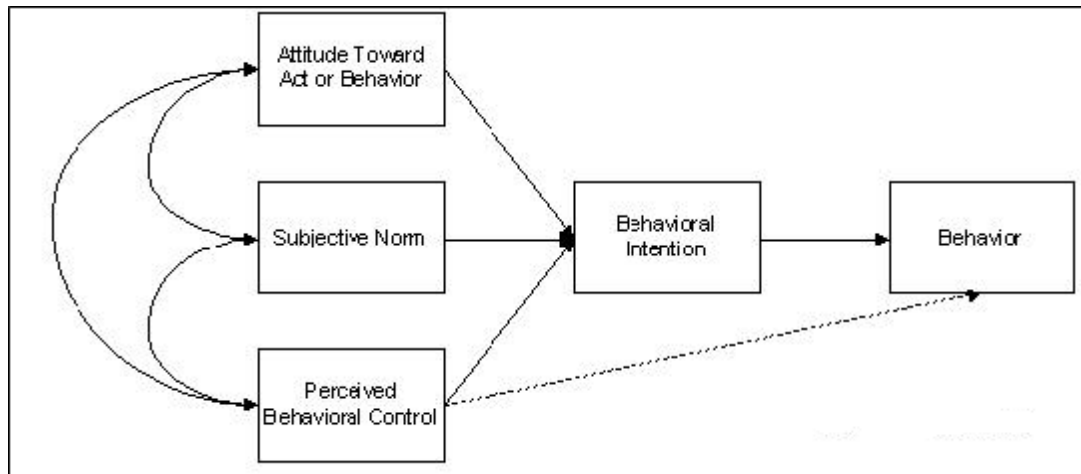 Attitude Toward
Act or Behavior
Subjective Norm
Behavioral
Intention
Behavior
Perceived
Behavioral Control